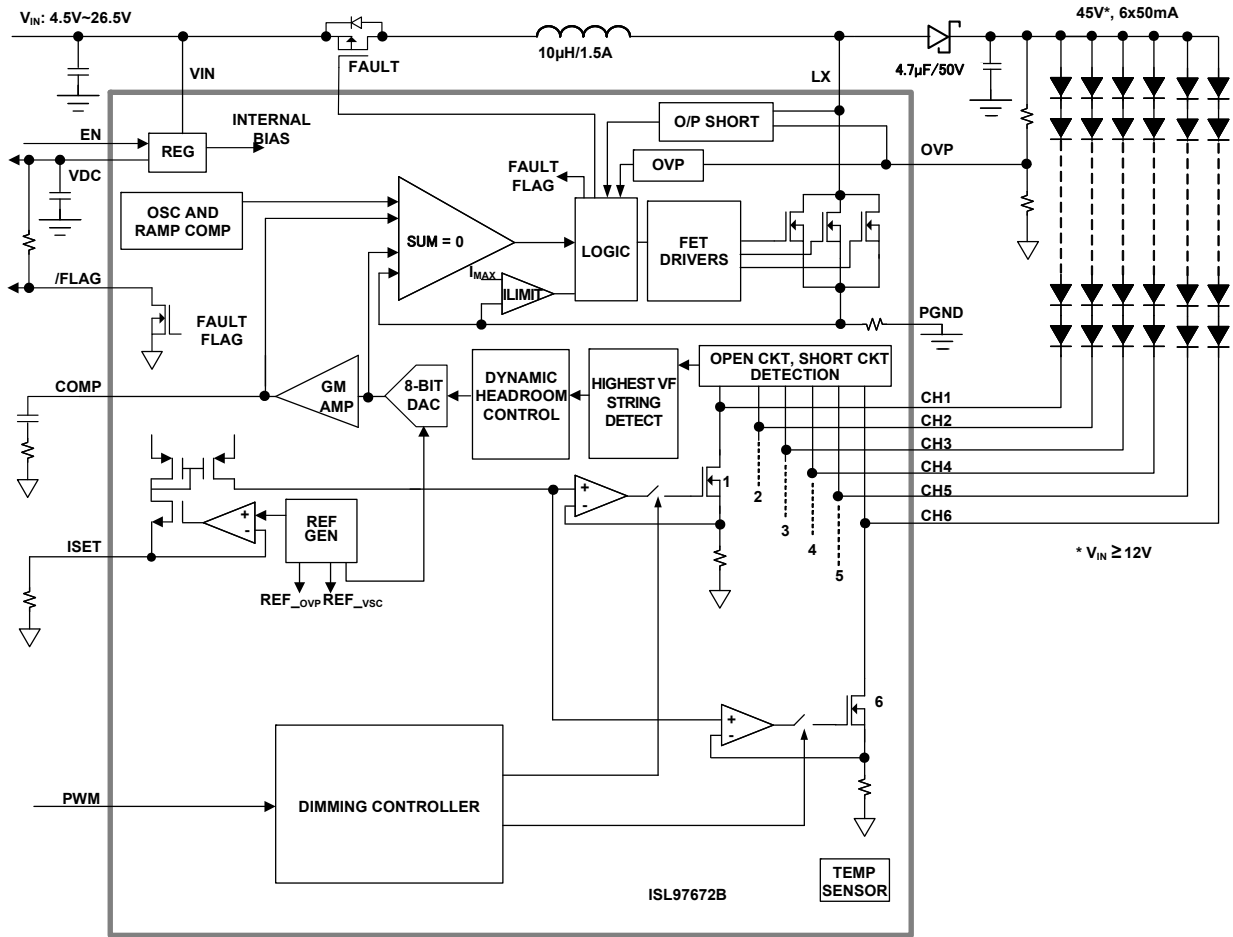 V_IN: 4.5V~26.5V
45V*, 6x50mA
10µH/1.5A
4.7µF/50V
FAULT
VIN
LX
EN
REG
INTERNAL
BIAS
O/P SHORT
OVP
OVP
VDC
FAULT
FLAG
OSC AND
RAMP COMP
SUM = 0
LOGIC
FET
DRIVERS
I_MAX
ILIMIT
/FLAG
FAULT
FLAG
PGND
OPEN CKT, SHORT CKT
DETECTION
COMP
GM
AMP
8-BIT
DAC
DYNAMIC
HEADROOM
CONTROL
HIGHEST VF
STRING
DETECT
CH1
CH2
CH3
CH4
CH5
CH6
+
-
1
2
3
4
5
+
-
REF
GEN
ISET
REF_OVP
REF_VSC
* V_IN ≥ 12V
+
-
6
PWM
DIMMING CONTROLLER
TEMP
SENSOR
ISL97672B